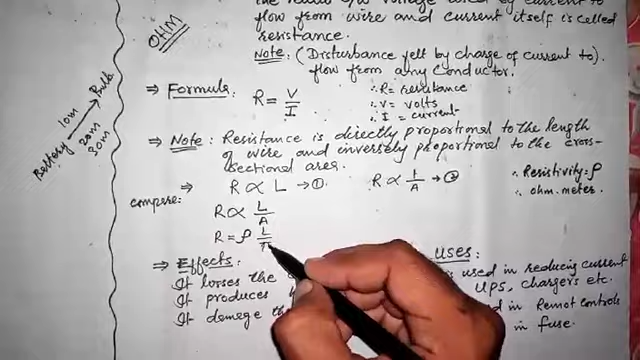 the ratio b/w voltage used by current to
flow from wire and current itself is called
resistance.
OHM
Note: (Disturbance felt by charge of current to)
flow from any conductor.
⇒ Formula:
R = V/I
∴ R = resistance
∴ V = volts
∴ I = current
Battery → Bulb
10m
20m
30m
⇒ Note: Resistance is directly proportional to the length
of wire and inversely proportional to the cross-
sectional area.
⇒ R ∝ L → ① R ∝ 1/A → ②
∴ Resistivity = ρ
∴ ohm. meter.
compare:
R ∝ L/A
R = ρ L
⇒ Effects:
It losses the
It produces
It damege th
USES:
used in reducing current
UPS, chargers etc.
d in Remot controls
in fuse.